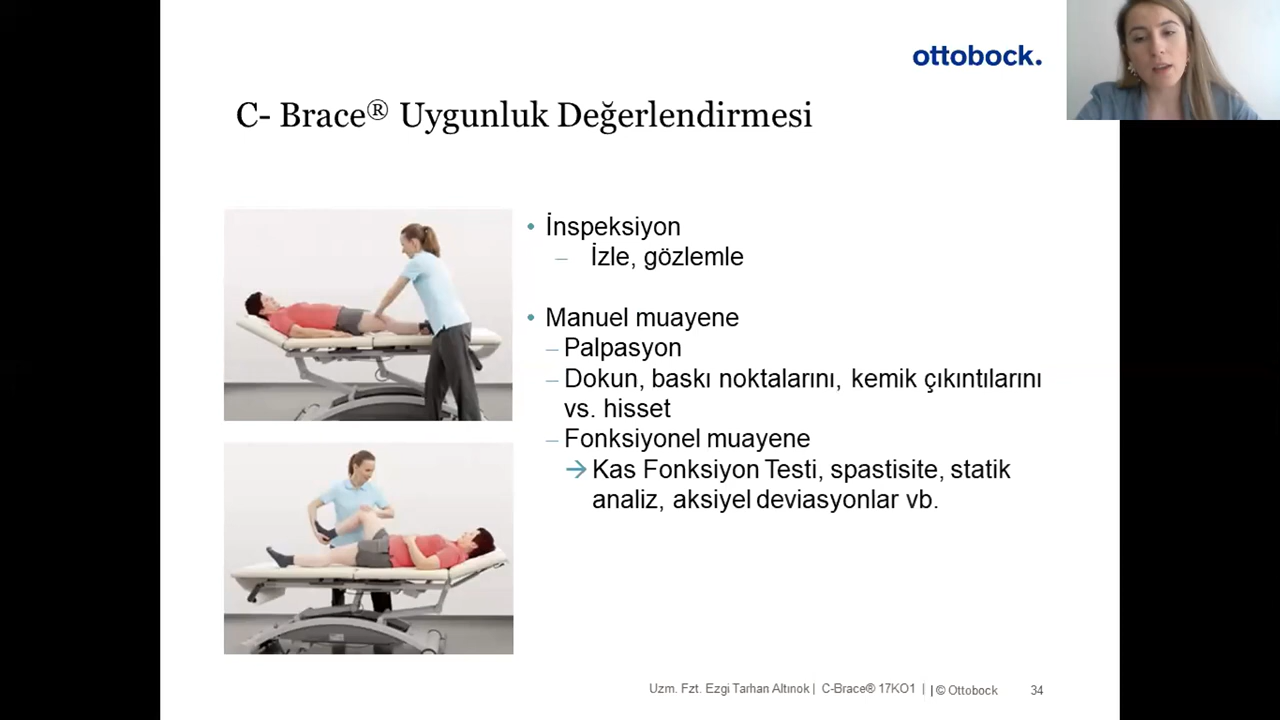 ottobock.
C- Brace® Uygunluk Değerlendirmesi
• İnspeksiyon
– İzle, gözlemle
• Manuel muayene
– Palpasyon
– Dokun, baskı noktalarını, kemik çıkıntılarını
vs. hisset
– Fonksiyonel muayene
→ Kas Fonksiyon Testi, spastisite, statik
analiz, aksiyel deviasyonlar vb.
Uzm. Fzt. Ezgi Tarhan Altınok | C-Brace® 17KO1 | | © Ottobock 34